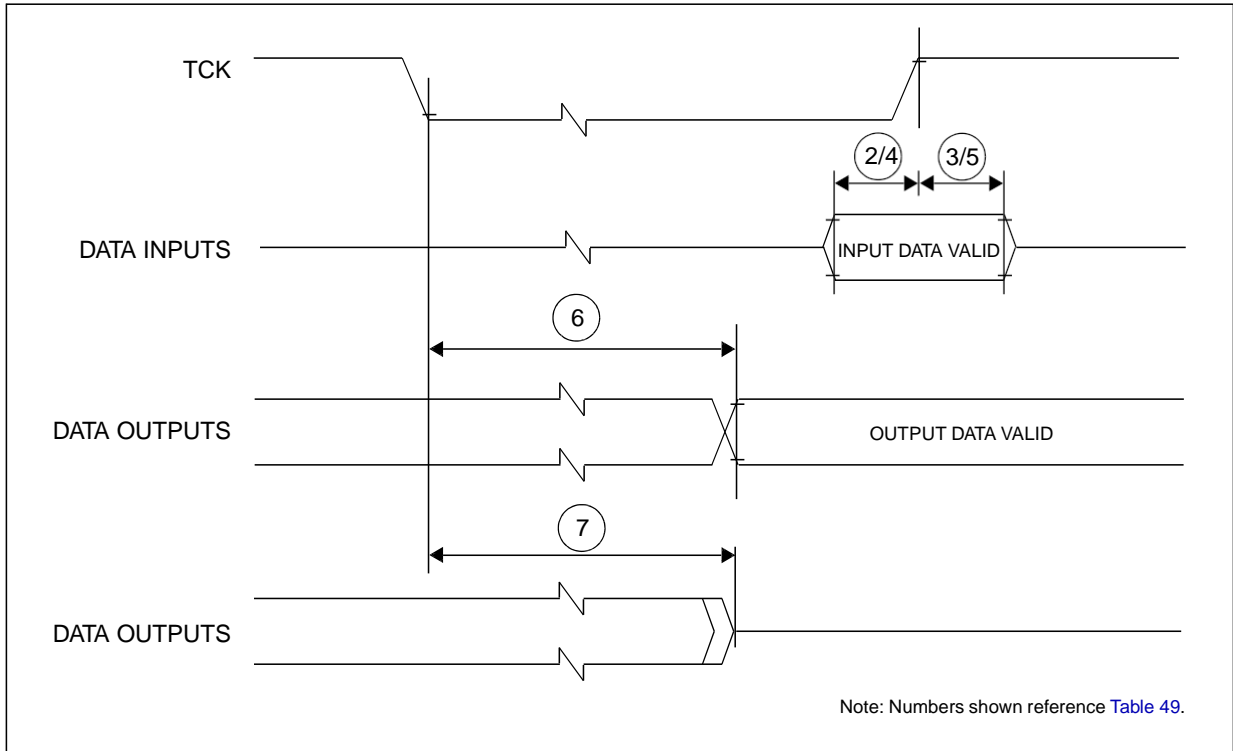 TCK
2/4
3/5
DATA INPUTS
INPUT DATA VALID
6
DATA OUTPUTS
OUTPUT DATA VALID
7
DATA OUTPUTS
Note: Numbers shown reference Table 49.